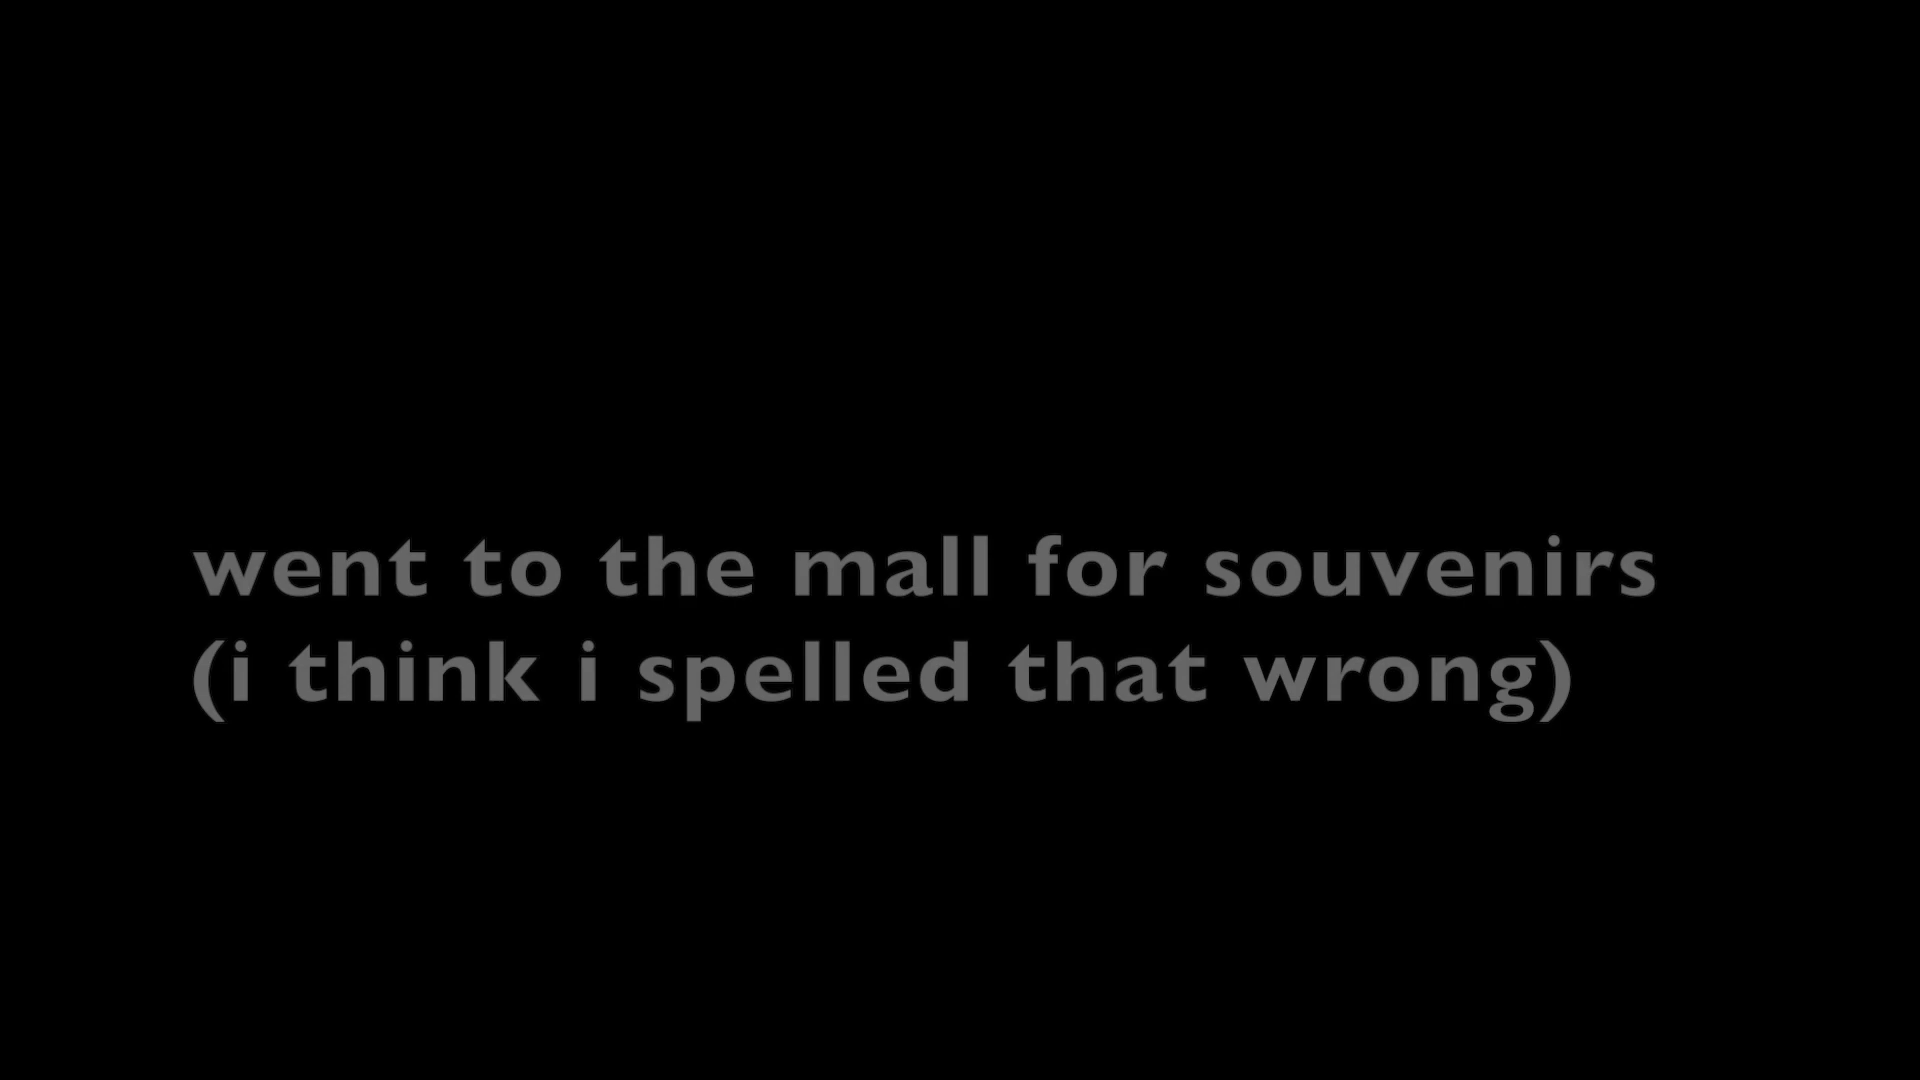 went to the mall for souvenirs
(i think i spelled that wrong)